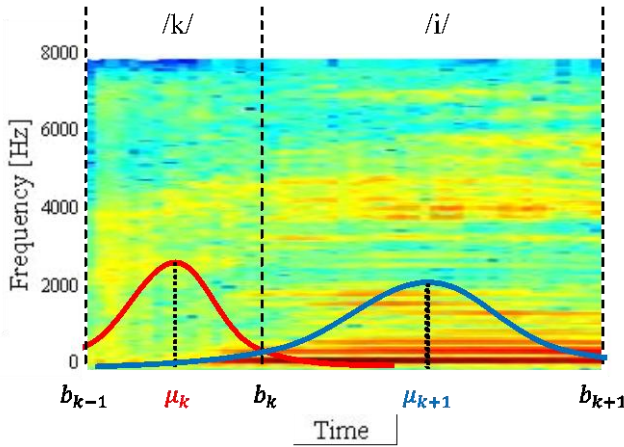 /k/ /i/
8000
6000
4000
2000
0
Frequency [Hz]
b_{k-1} μ_k b_k μ_{k+1} b_{k+1}
Time